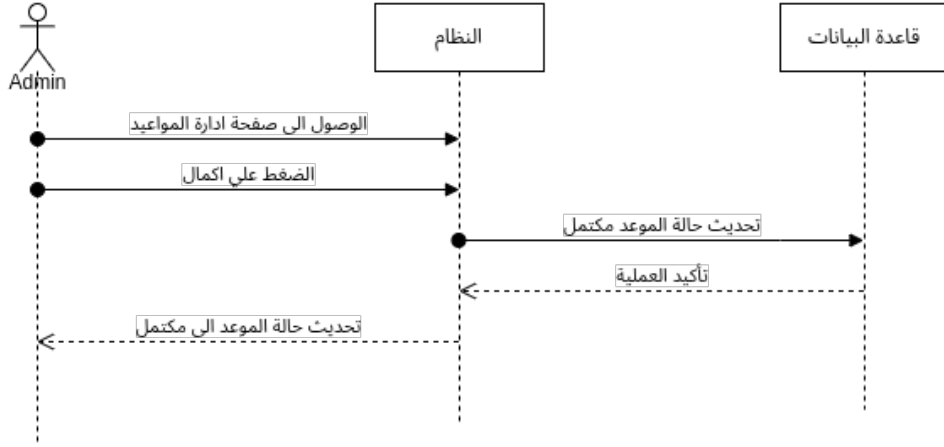 النظام
قاعدة البيانات
Admin
الوصول الى صفحة ادارة المواعيد
الضغط علي اكمال
تحديث حالة الموعد مكتمل
تأكيد العملية
تحديث حالة الموعد الى مكتمل